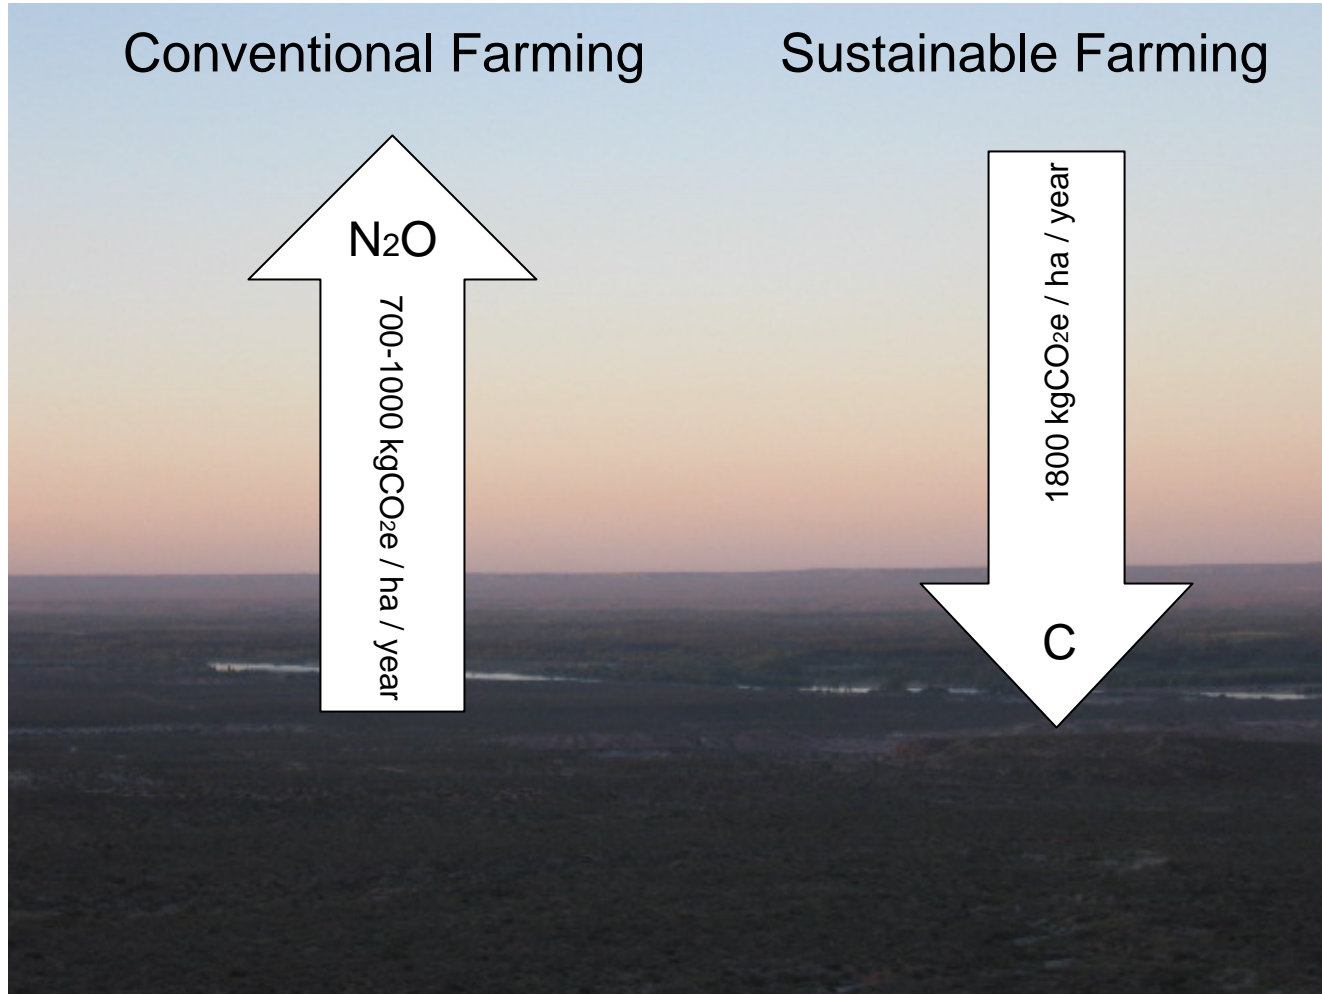 Conventional Farming
Sustainable Farming
N2O
700-1000 kgCO2e / ha / year
1800 kgCO2e / ha / year
C